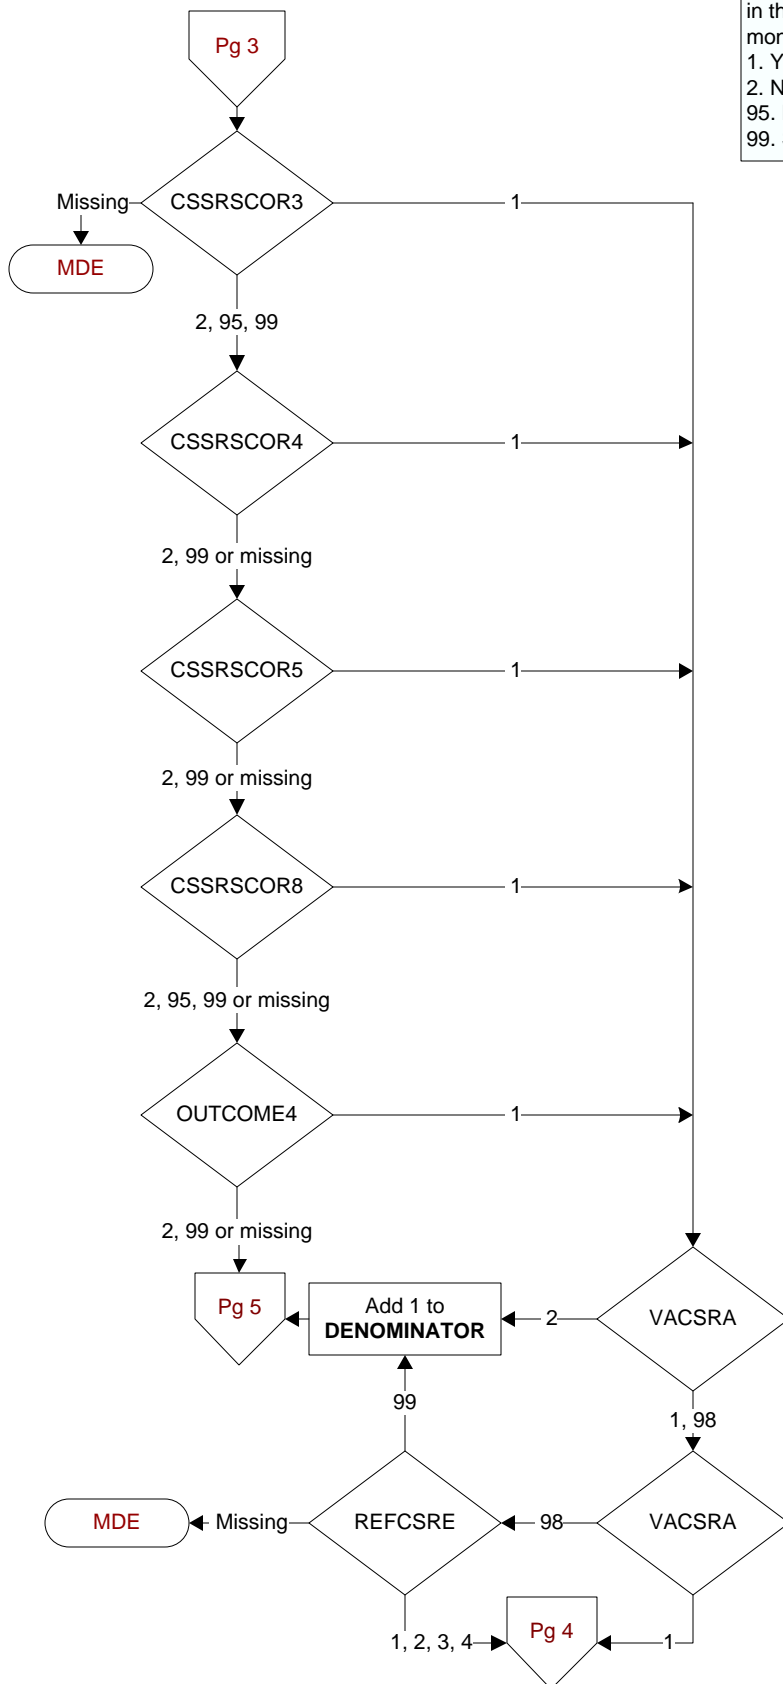 in th
mon
1. Y
2. N
95.
99.
Pg 3
CSSRSCOR3
Missing
1
MDE
2, 95, 99
CSSRSCOR4
1
2, 99 or missing
CSSRSCOR5
1
2, 99 or missing
CSSRSCOR8
1
2, 95, 99 or missing
OUTCOME4
1
2, 99 or missing
Pg 5
Add 1 to
DENOMINATOR
2
VACSRA
99
1, 98
MDE
Missing
REFCSRE
98
VACSRA
1, 2, 3, 4
Pg 4
1